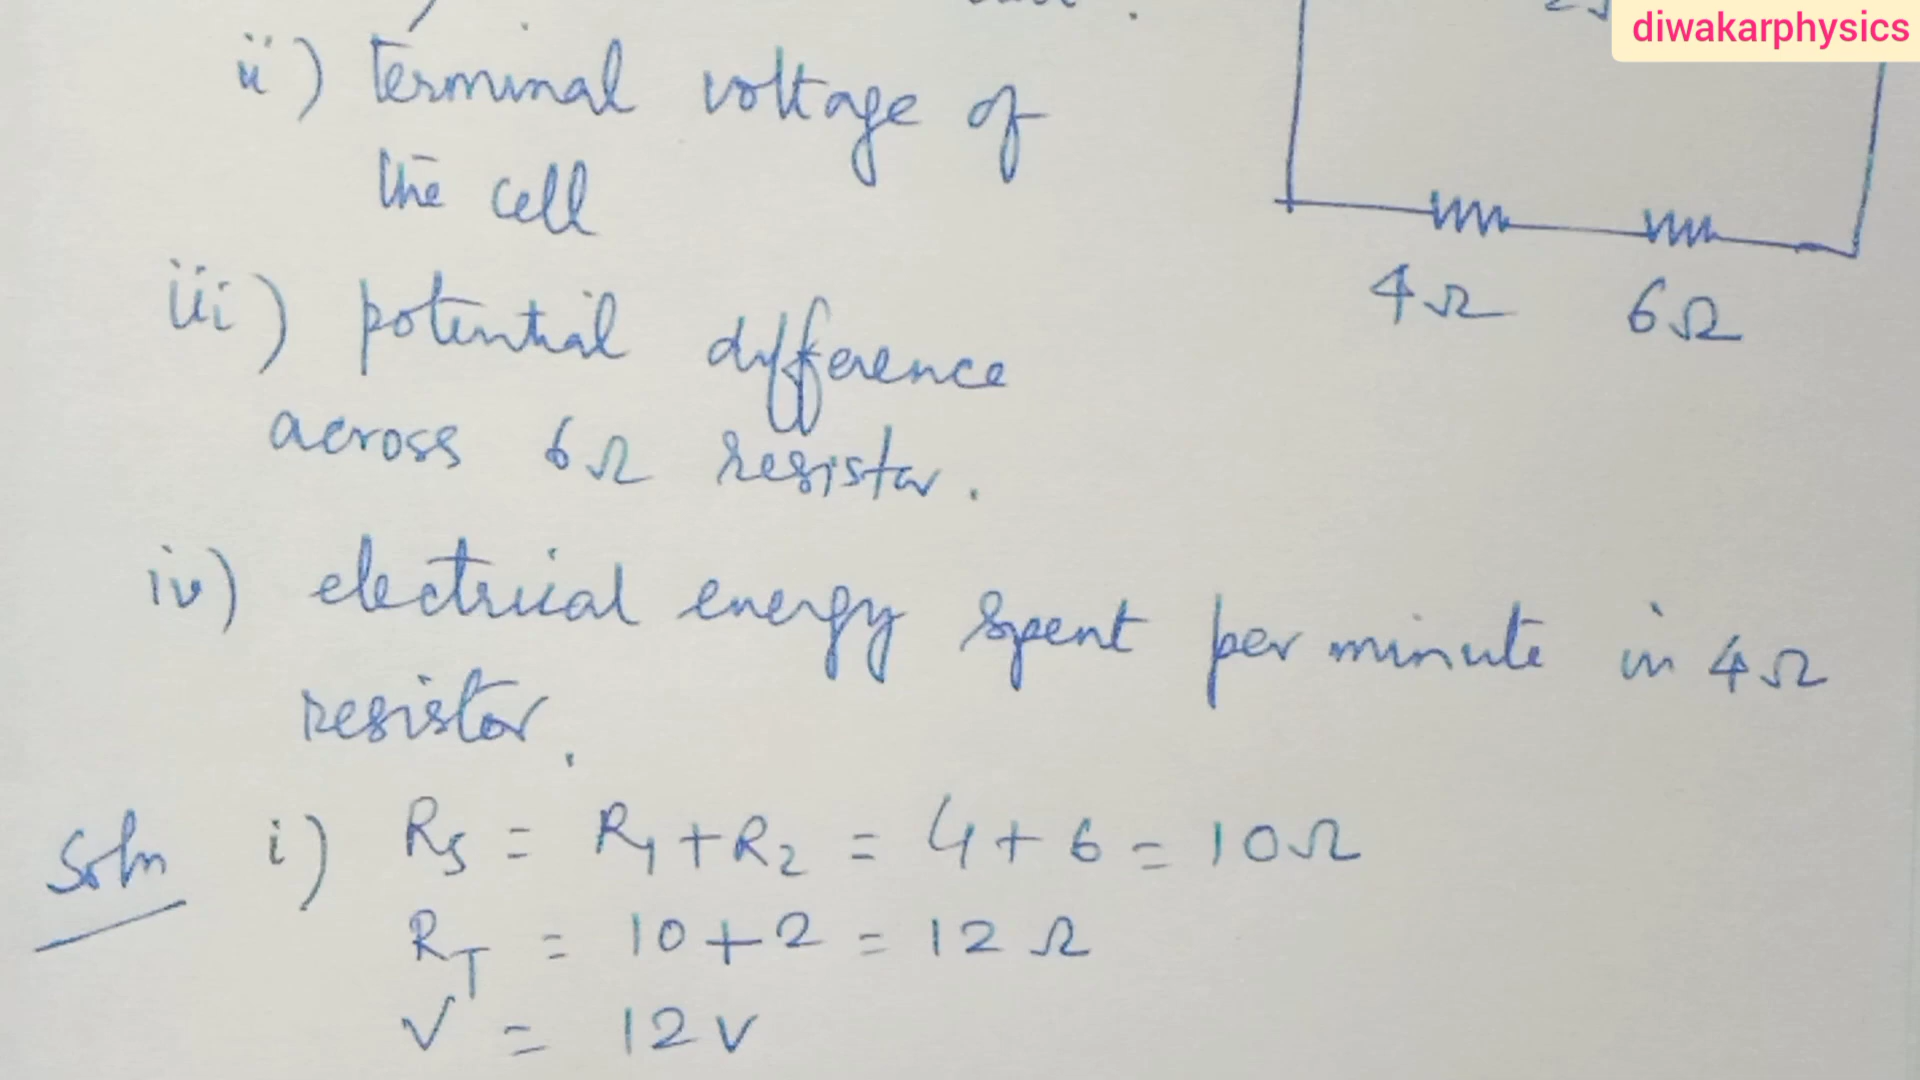 diwakarphysics
ii) terminal voltage of
the cell
iii) potential difference
across 6Ω resistor.
iv) electrical energy spent per minute in 4Ω
resistor.
4Ω 6Ω
Soln i) Rs = R1 + R2 = 4 + 6 = 10Ω
RT = 10 + 2 = 12 Ω
V = 12 V